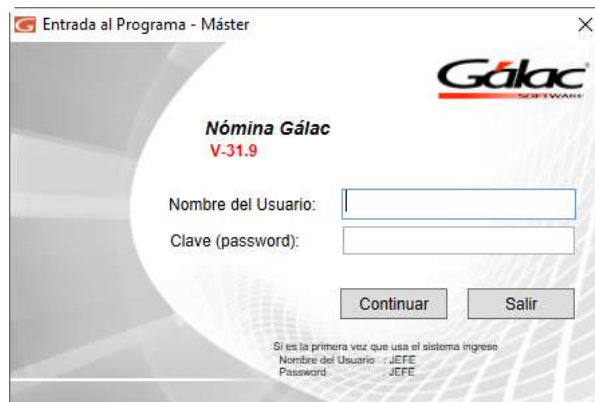 Entrada al Programa - Máster
Gálac
SOFTWARE
Nómina Gálac
V-31.9
Nombre del Usuario:
Clave (password):
Continuar Salir
Si es la primera vez que usa el sistema ingrese
Nombre del Usuario : JEFE
Password : JEFE